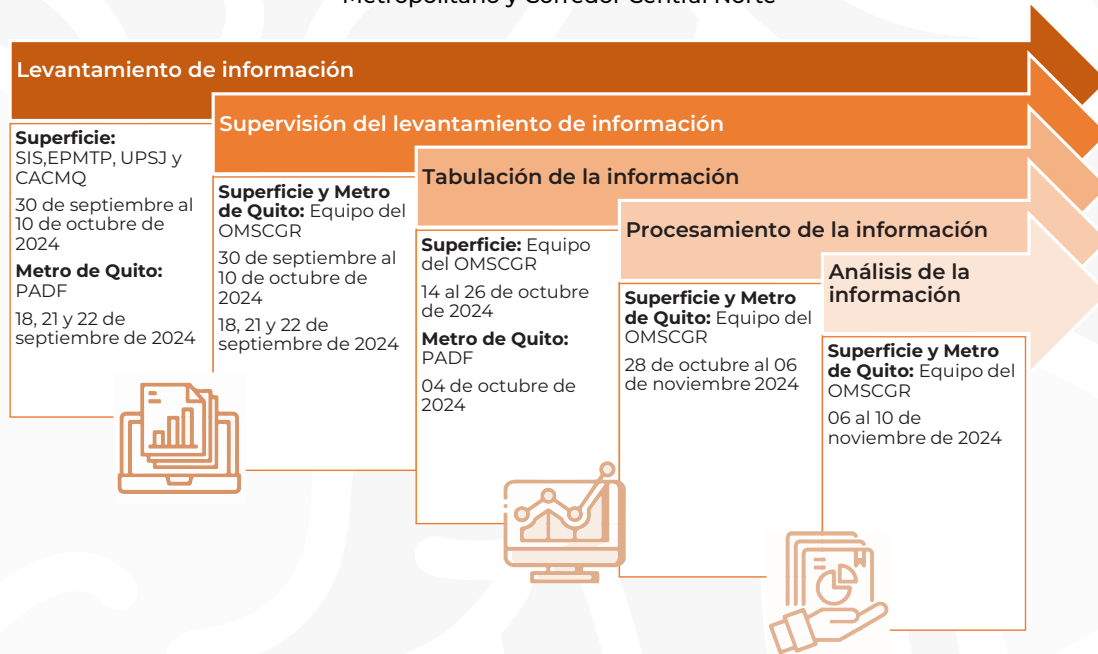 Metropolitano y Corredor Central Norte
Levantamiento de información
Superficie:
SIS,EPMTP, UPSJ y
CACMQ
30 de septiembre al
10 de octubre de
2024
Metro de Quito:
PADF
18, 21 y 22 de
septiembre de 2024
Supervisión del levantamiento de información
Superficie y Metro
de Quito: Equipo del
OMSCGR
30 de septiembre al
10 de octubre de
2024
18, 21 y 22 de
septiembre de 2024
Tabulación de la información
Superficie: Equipo
del OMSCGR
14 al 26 de octubre
de 2024
Metro de Quito:
PADF
04 de octubre de
2024
Procesamiento de la información
Superficie y Metro
de Quito: Equipo del
OMSCGR
28 de octubre al 06
de noviembre 2024
Análisis de la
información
Superficie y Metro
de Quito: Equipo del
OMSCGR
06 al 10 de
noviembre de 2024